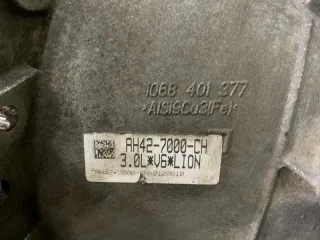 1068 401 377
>AlSi9Cu3(Fe)<
AH42-7000-CH
3.0L*V6*LION